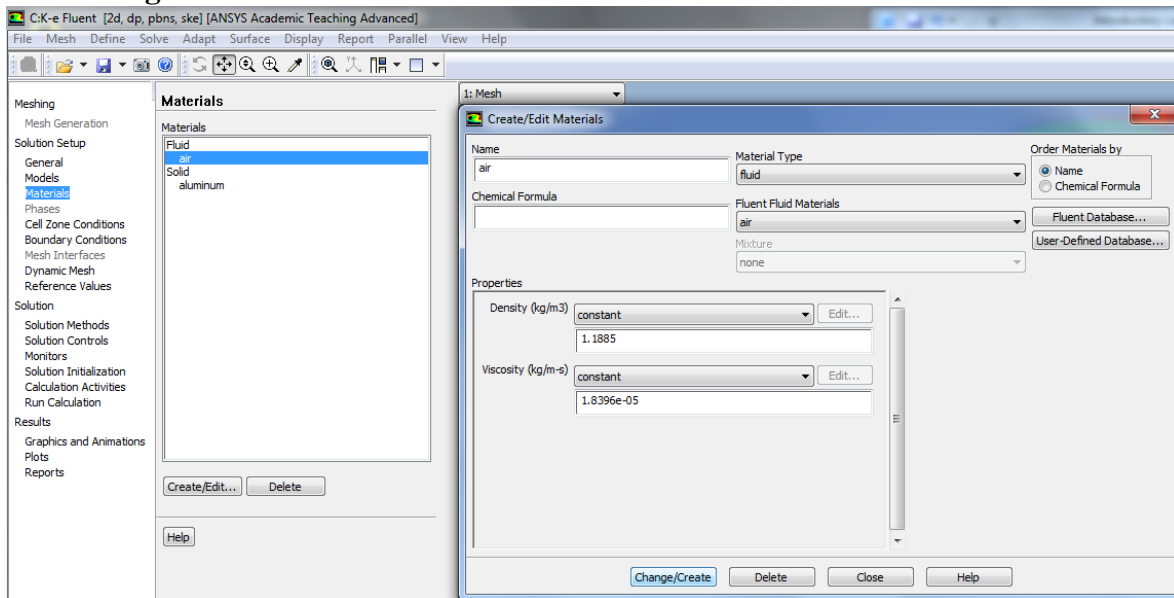 C:K-e Fluent [2d, dp, pbns, ske] [ANSYS Academic Teaching Advanced]
File Mesh Define Solve Adapt Surface Display Report Parallel View Help
Meshing
Mesh Generation
Solution Setup
General
Models
Materials
Phases
Cell Zone Conditions
Boundary Conditions
Mesh Interfaces
Dynamic Mesh
Reference Values
Solution
Solution Methods
Solution Controls
Monitors
Solution Initialization
Calculation Activities
Run Calculation
Results
Graphics and Animations
Plots
Reports
Materials
Materials
Fluid
air
Solid
aluminum
Create/Edit... Delete
Help
1: Mesh
Create/Edit Materials
Name
air
Chemical Formula
Material Type
fluid
Fluent Fluid Materials
air
Mixture
none
Order Materials by
Name
Chemical Formula
Fluent Database...
User-Defined Database...
Properties
Density (kg/m3) constant Edit...
1.1885
Viscosity (kg/m-s) constant Edit...
1.8396e-05
Change/Create Delete Close Help